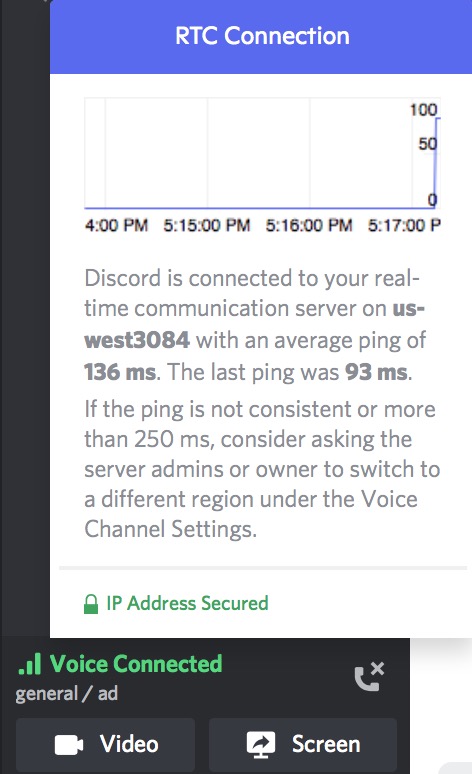 RTC Connection
100
50
0
4:00 PM 5:15:00 PM 5:16:00 PM 5:17:00 P
Discord is connected to your real-
time communication server on us-
west3084 with an average ping of
136 ms. The last ping was 93 ms.
If the ping is not consistent or more
than 250 ms, consider asking the
server admins or owner to switch to
a different region under the Voice
Channel Settings.
IP Address Secured
Voice Connected
general / ad
Video Screen